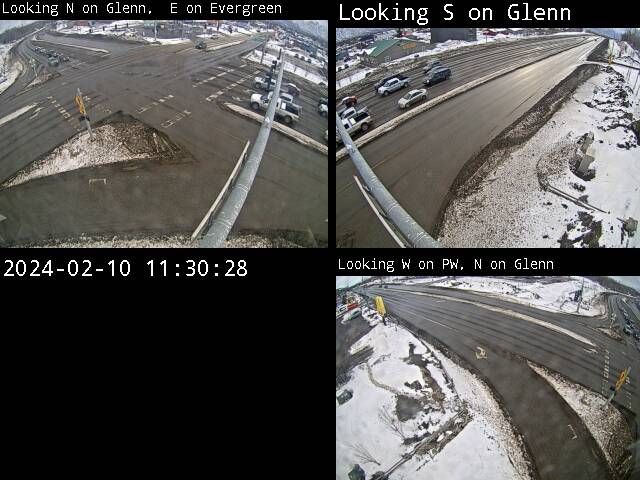 Looking N on Glenn, E on Evergreen
Looking S on Glenn
2024-02-10 11:30:28
Looking W on PW, N on Glenn